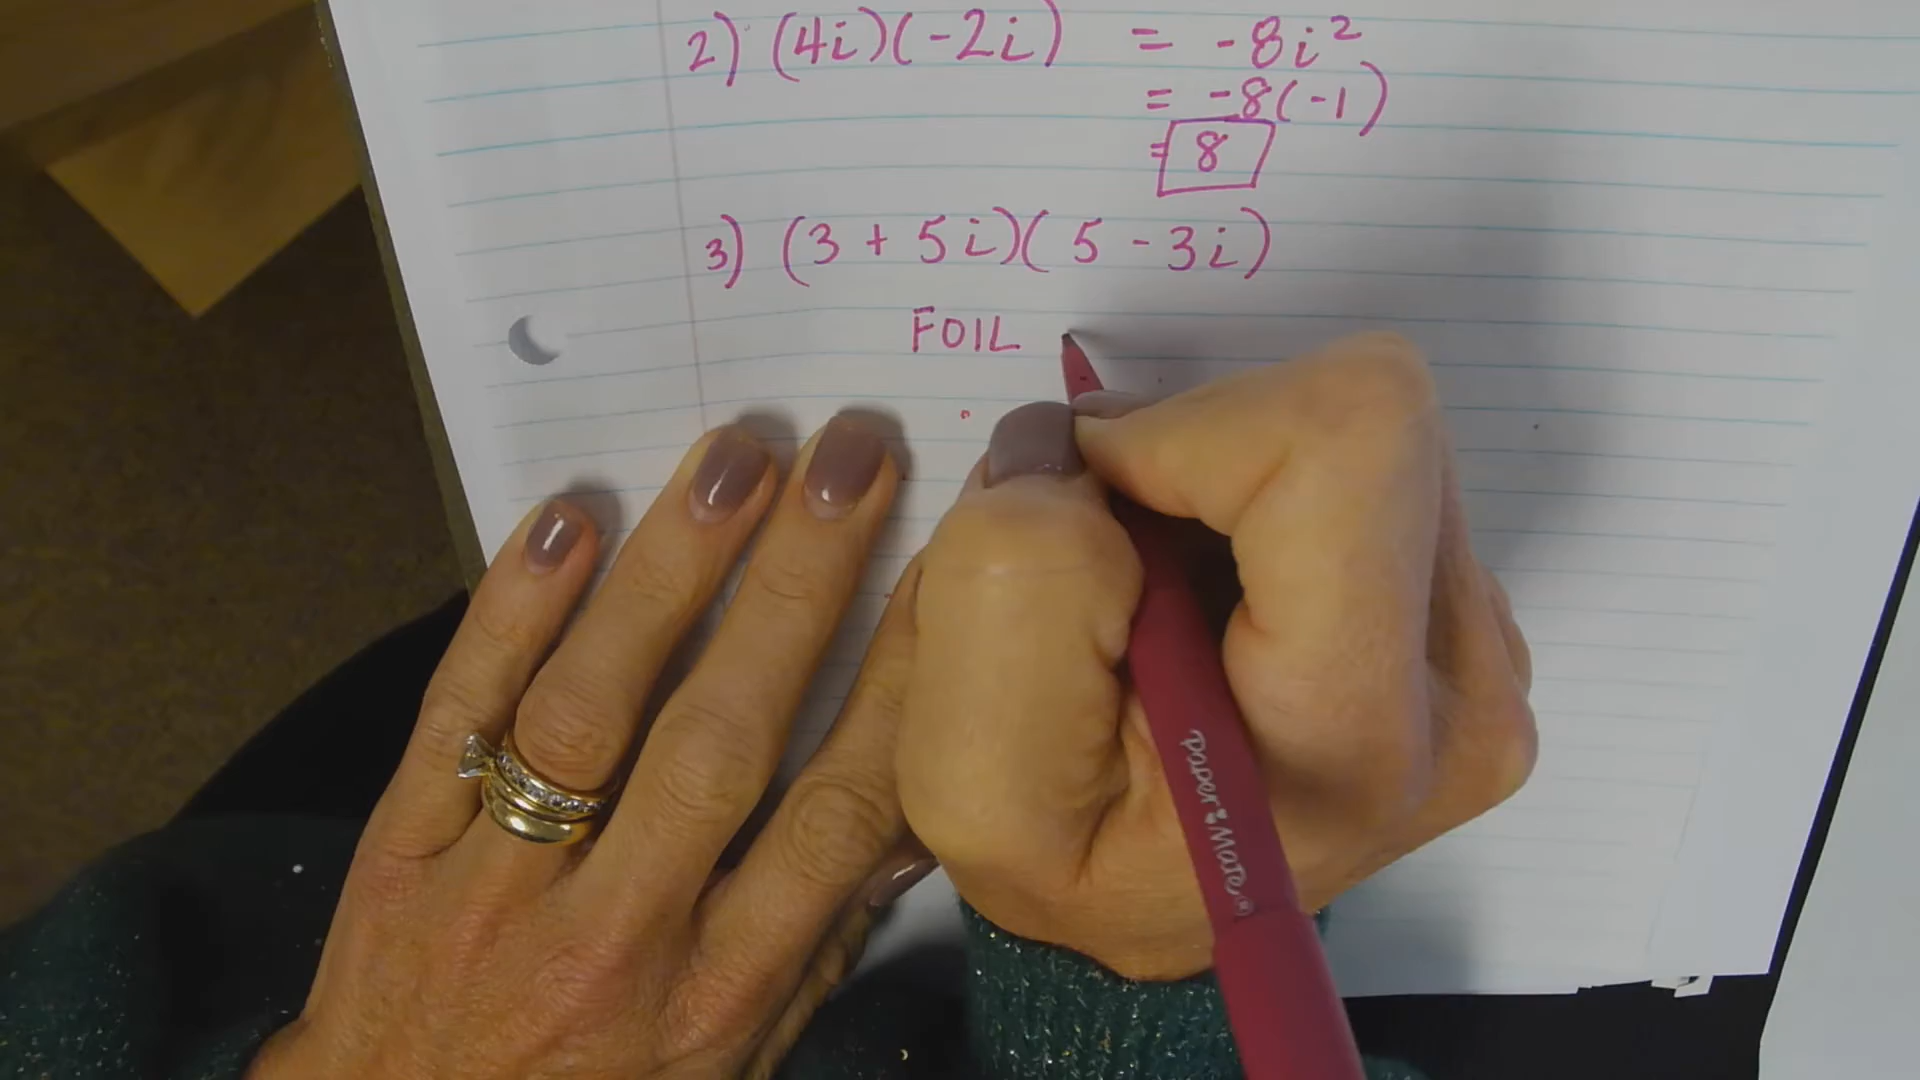 2) (4i)(-2i) = -8i²
= -8(-1)
= 8
3) (3 + 5i)(5 - 3i)
FOIL
paper:mate®